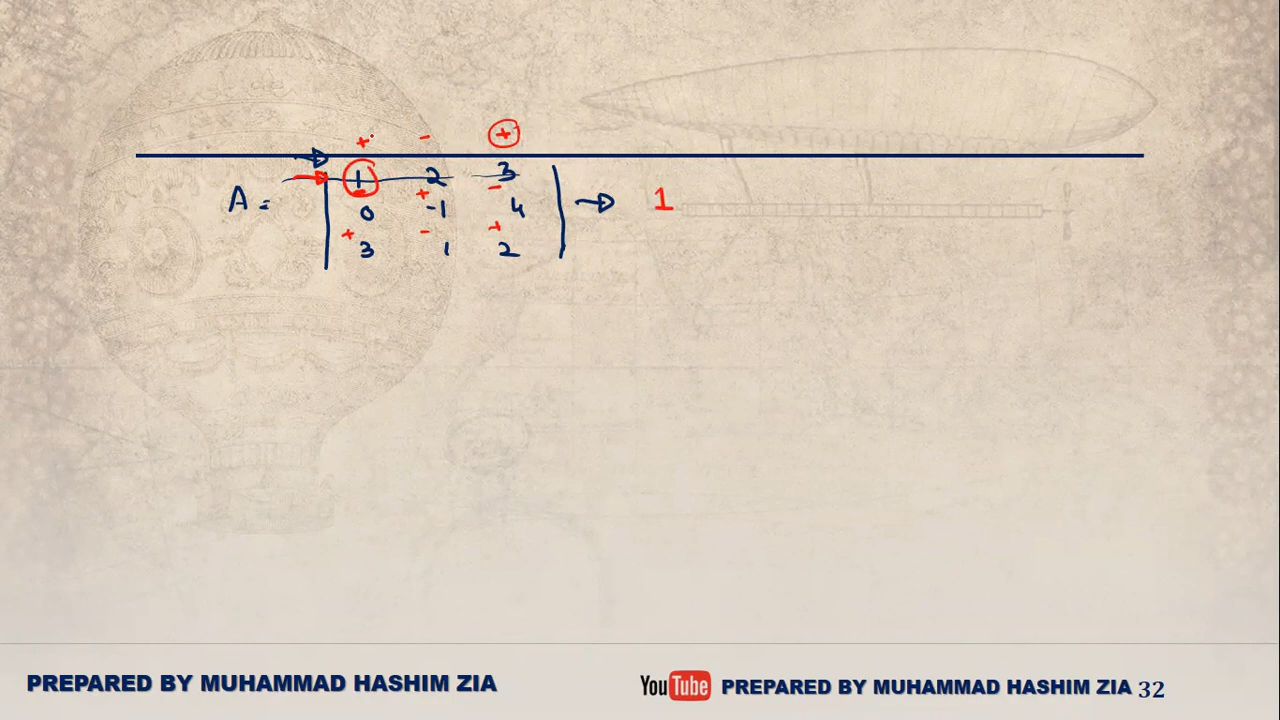 + - +
A = | 1 2 3 | → 1
+ -
0 -1 4
+ - +
3 1 2
PREPARED BY MUHAMMAD HASHIM ZIA
YouTube PREPARED BY MUHAMMAD HASHIM ZIA 32